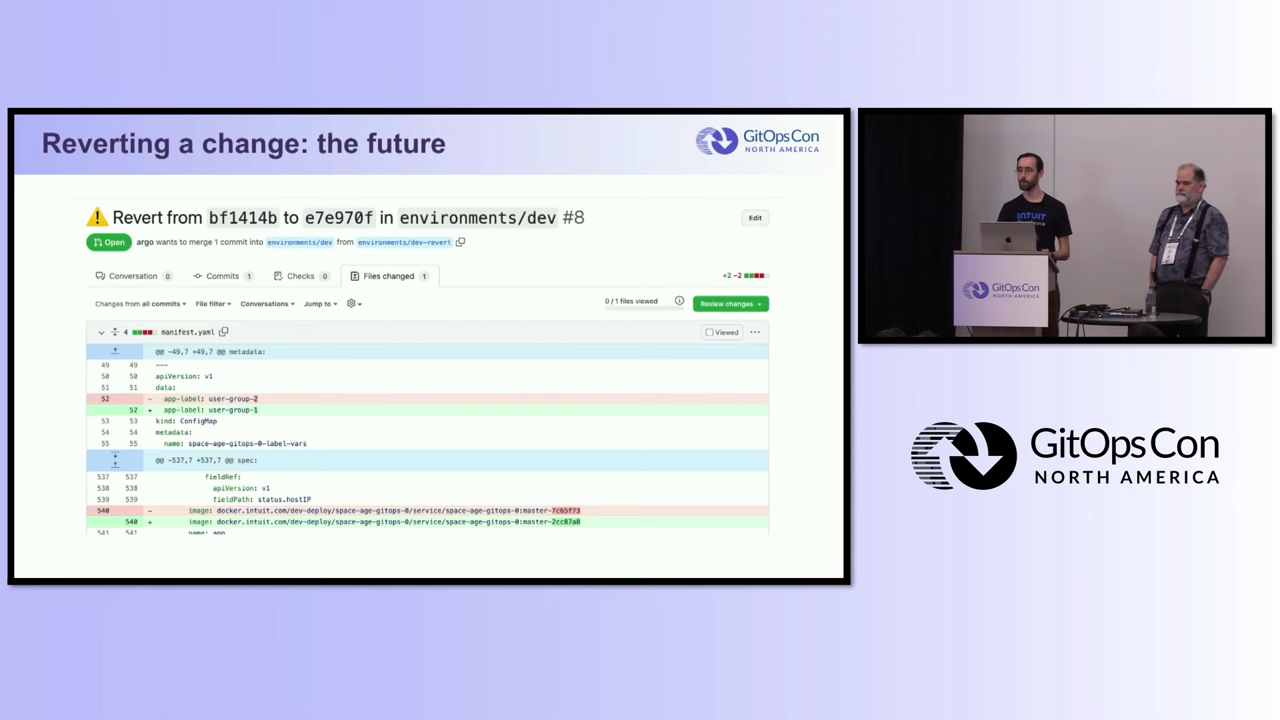 Reverting a change: the future
GitOpsCon
NORTH AMERICA
Revert from bf1414b to e7e970f in environments/dev #8
Edit
Open argo wants to merge 1 commit into environments/dev from environments/dev-revert
Conversation 0 Commits 1 Checks 0 Files changed 1 +2 −2
Changes from all commits File filter Conversations Jump to
0 / 1 files viewed Review changes
4 manifest.yaml Viewed
@@ -49,7 +49,7 @@ metadata:
49 49 ---
50 50 apiVersion: v1
51 51 data:
52 - app-label: user-group-2
52 + app-label: user-group-1
53 53 kind: ConfigMap
54 54 metadata:
55 55 name: space-age-gitops-0-label-vars
@@ -537,7 +537,7 @@ spec:
537 537 fieldRef:
538 538 apiVersion: v1
539 539 fieldPath: status.hostIP
540 - image: docker.intuit.com/dev-deploy/space-age-gitops-0/service/space-age-gitops-0:master-7c65f73
540 + image: docker.intuit.com/dev-deploy/space-age-gitops-0/service/space-age-gitops-0:master-2cc87a8
541 541 name: app
INTUIT
GitOpsCon
NORTH AMERICA
GitOpsCon
NORTH AMERICA